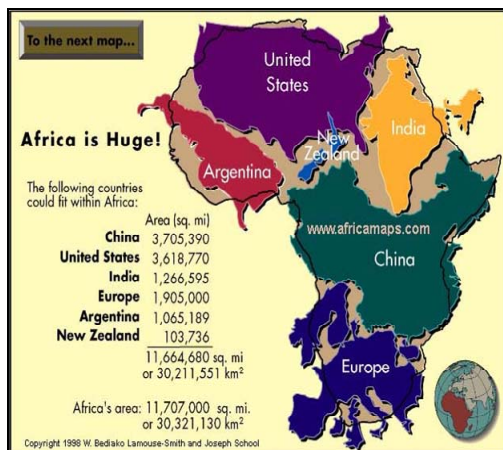 To the next map...
United
States
Africa is Huge!
New
Zealand
India
Argentina
The following countries
could fit within Africa:
Area (sq. mi)
China 3,705,390
United States 3,618,770
India 1,266,595
Europe 1,905,000
Argentina 1,065,189
New Zealand 103,736
11,664,680 sq. mi
or 30,211,551 km²
Africa's area: 11,707,000 sq. mi.
or 30,321,130 km²
www.africamaps.com
China
Europe
Copyright 1998 W. Bediako Lamouse-Smith and Joseph School